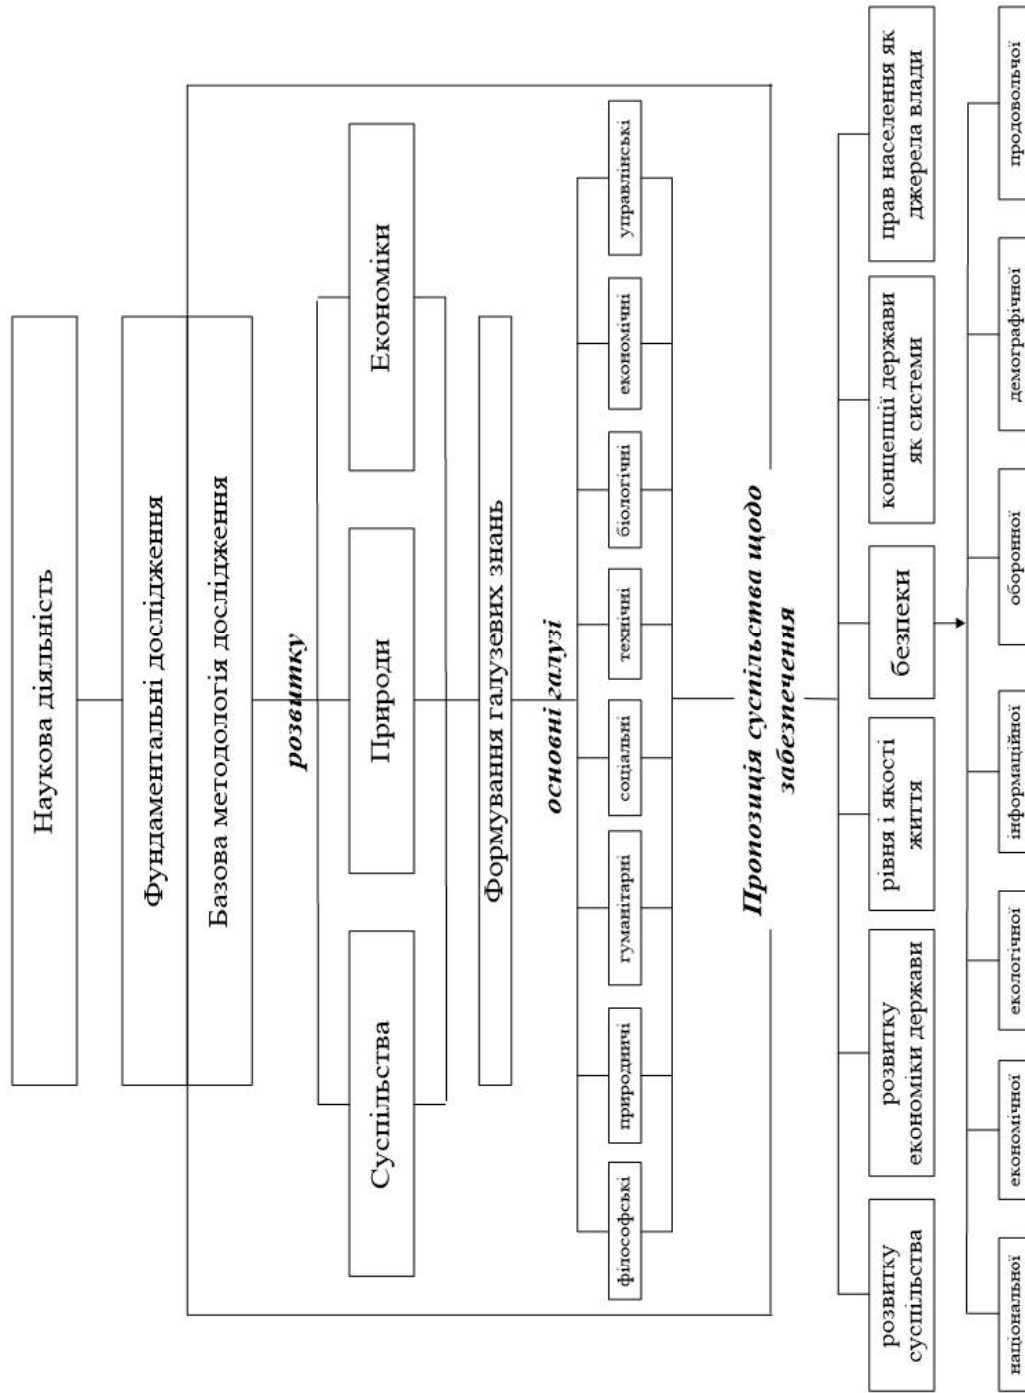 Наукова діяльність
Фундаментальні дослідження
Базова методологія дослідження
розвитку
Суспільства
Природи
Економіки
Формування галузевих знань
основні галузі
філософські
природничі
гуманітарні
соціальні
технічні
біологічні
економічні
управлінські
Пропозиція суспільства щодо
забезпечення
розвитку
суспільства
розвитку
економіки держави
рівня і якості
життя
безпеки
концепції держави
як системи
прав населення як
джерела влади
національної
економічної
екологічної
інформаційної
оборонної
демографічної
продовольчої